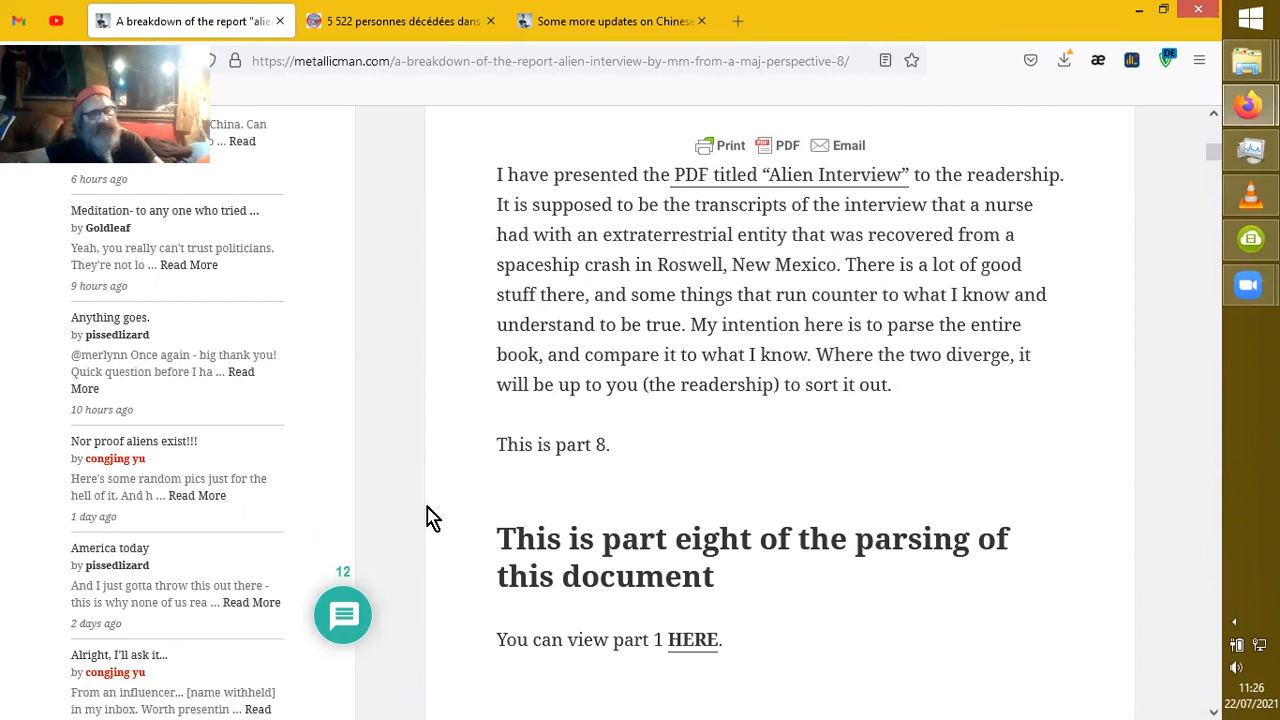 A breakdown of the report "alie
5 522 personnes décédées dans
Some more updates on Chinese
https://metallicman.com/a-breakdown-of-the-report-alien-interview-by-mm-from-a-maj-perspective-8/
DE
China. Can
... Read
6 hours ago
Meditation- to any one who tried ...
by Goldleaf
Yeah, you really can't trust politicians.
They're not lo ... Read More
9 hours ago
Anything goes.
by pissedlizard
@merlynn Once again - big thank you!
Quick question before I ha ... Read
More
10 hours ago
Nor proof aliens exist!!!
by congjing yu
Here's some random pics just for the
hell of it. And h ... Read More
1 day ago
America today
by pissedlizard
And I just gotta throw this out there -
this is why none of us rea ... Read More
2 days ago
Alright, I'll ask it...
by congjing yu
From an influencer... [name withheld]
in my inbox. Worth presentin ... Read
12
Print PDF Email
I have presented the PDF titled “Alien Interview” to the readership.
It is supposed to be the transcripts of the interview that a nurse
had with an extraterrestrial entity that was recovered from a
spaceship crash in Roswell, New Mexico. There is a lot of good
stuff there, and some things that run counter to what I know and
understand to be true. My intention here is to parse the entire
book, and compare it to what I know. Where the two diverge, it
will be up to you (the readership) to sort it out.
This is part 8.
This is part eight of the parsing of
this document
You can view part 1 HERE.
11:26
22/07/2021